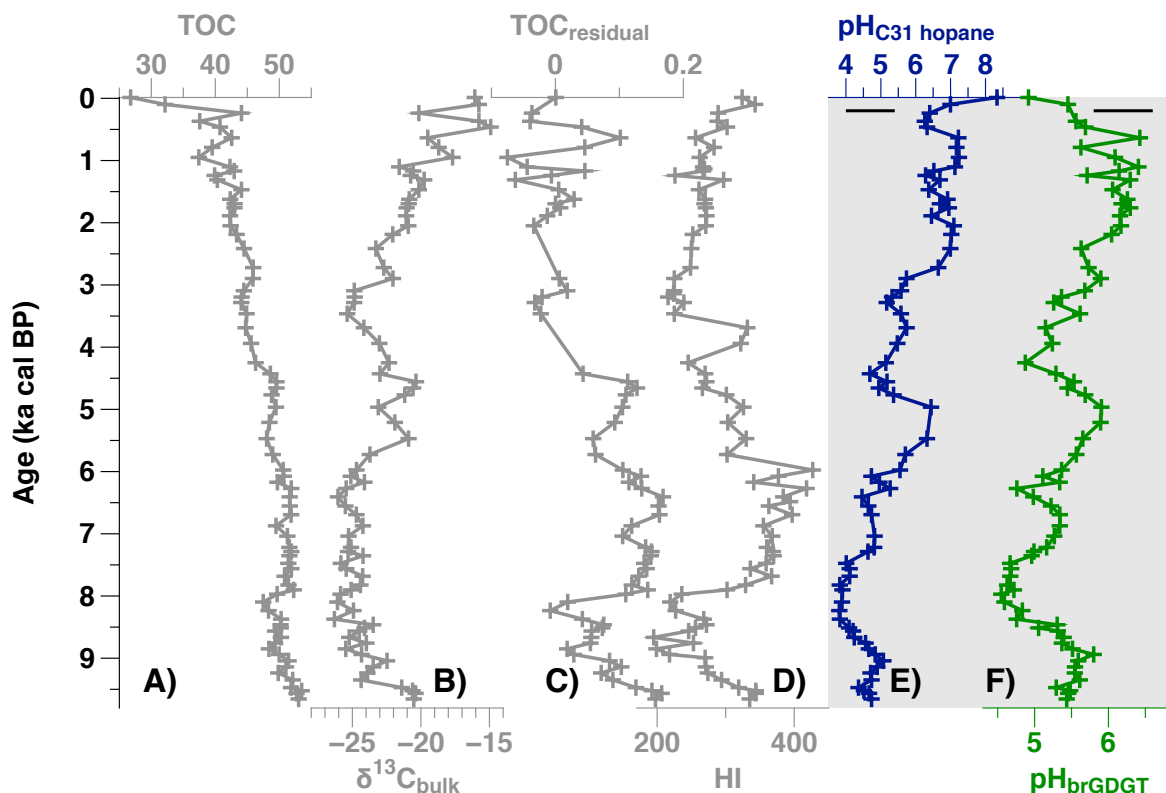 TOC
TOCresidual
pHC31 hopane
30 40 50
0 0.2
4 5 6 7 8
0
1
2
3
4
5
6
7
8
9
Age (ka cal BP)
A) B) C) D) E) F)
−25 −20 −15
200 400
5 6
δ13Cbulk
HI
pHbrGDGT